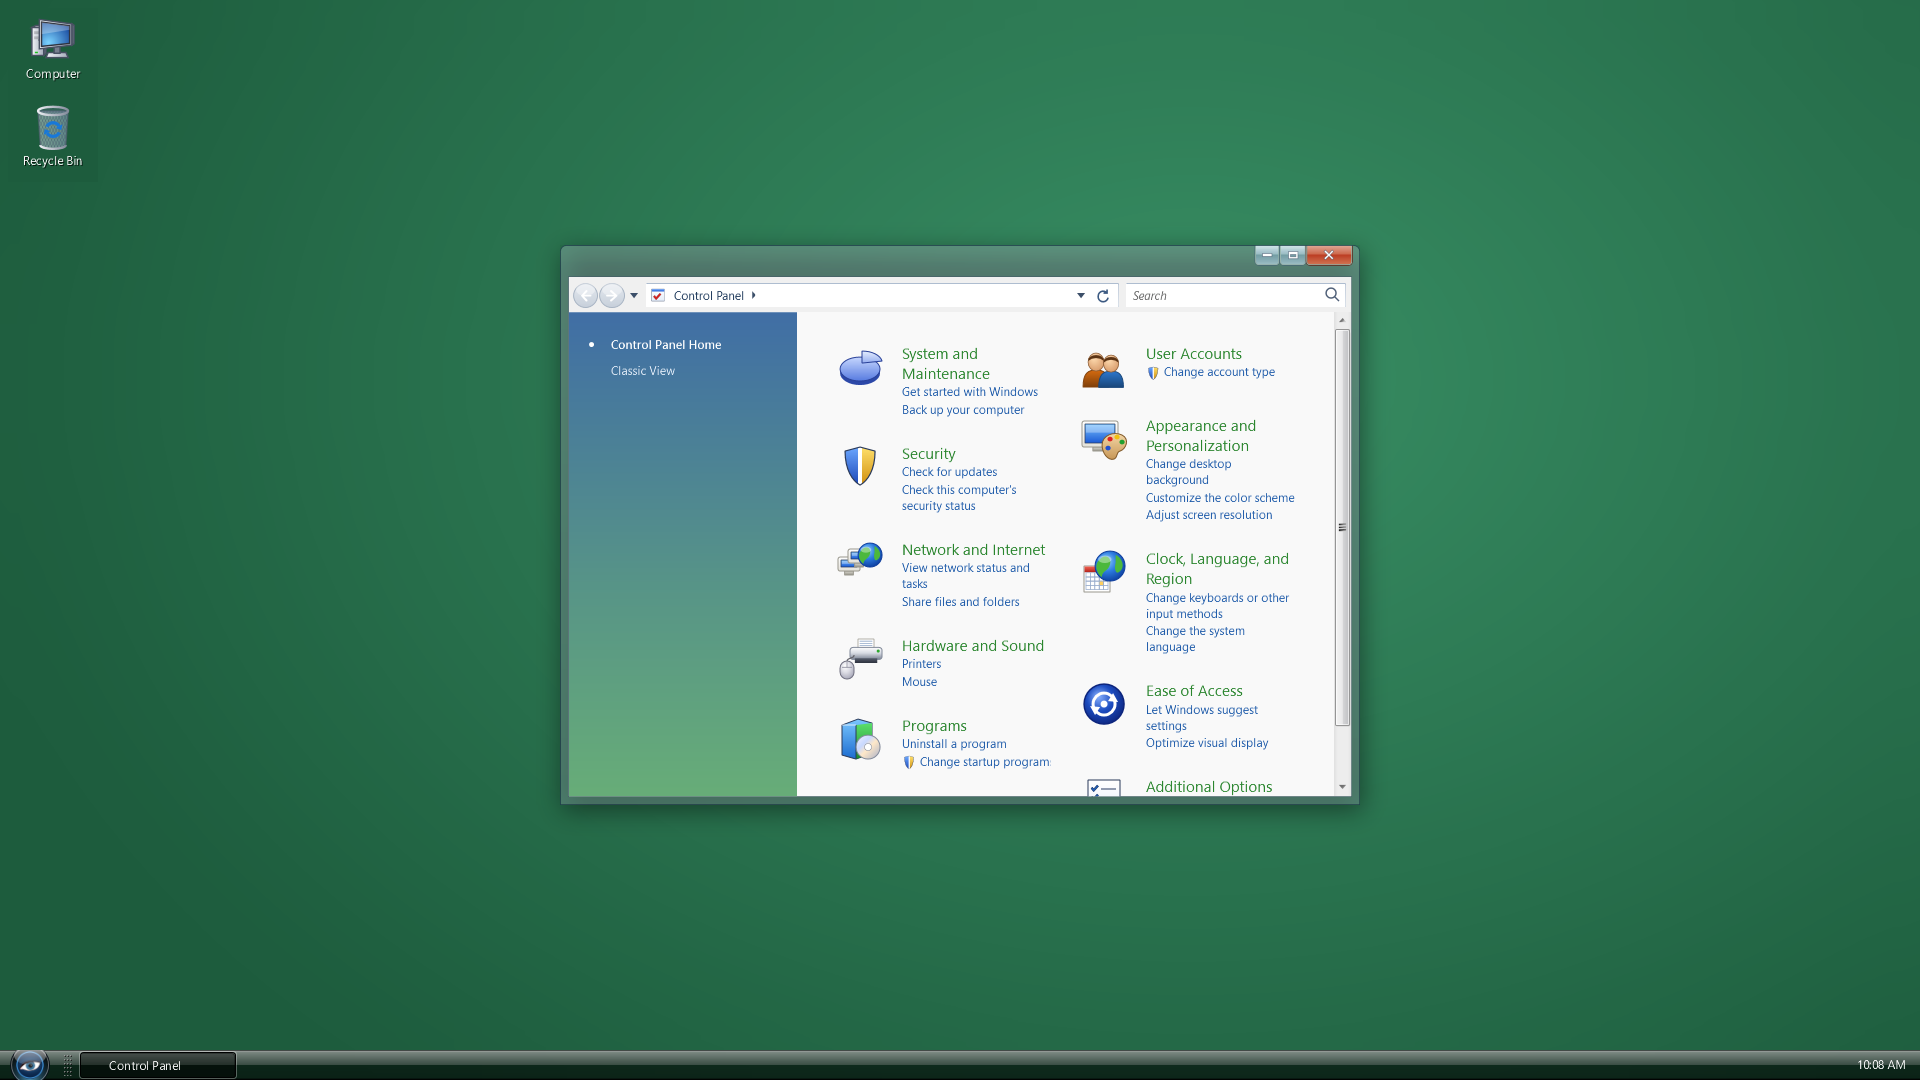 Computer
Recycle Bin
Control Panel
Search
Control Panel Home
Classic View
System and
Maintenance
Get started with Windows
Back up your computer
Security
Check for updates
Check this computer's
security status
Network and Internet
View network status and
tasks
Share files and folders
Hardware and Sound
Printers
Mouse
Programs
Uninstall a program
Change startup programs
User Accounts
Change account type
Appearance and
Personalization
Change desktop
background
Customize the color scheme
Adjust screen resolution
Clock, Language, and
Region
Change keyboards or other
input methods
Change the system
language
Ease of Access
Let Windows suggest
settings
Optimize visual display
Additional Options
Control Panel
10:08 AM